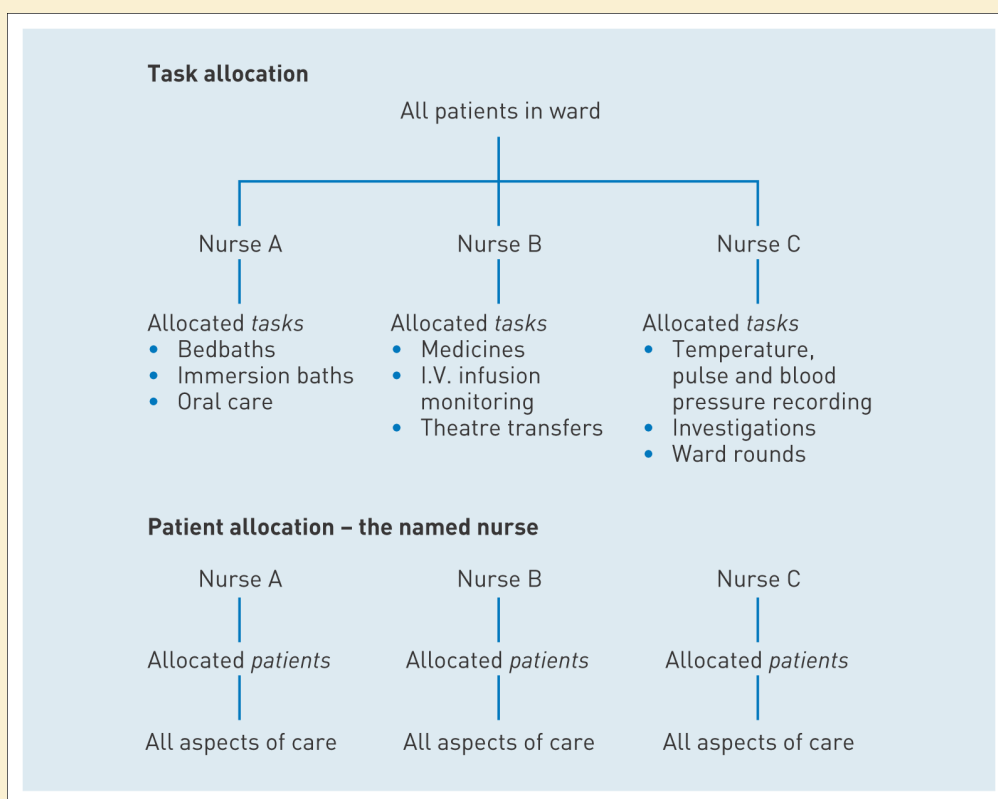 Task allocation
All patients in ward
Nurse A
Nurse B
Nurse C
Allocated tasks
• Bedbaths
• Immersion baths
• Oral care
Allocated tasks
• Medicines
• I.V. infusion
monitoring
• Theatre transfers
Allocated tasks
• Temperature,
pulse and blood
pressure recording
• Investigations
• Ward rounds
Patient allocation – the named nurse
Nurse A
Nurse B
Nurse C
Allocated patients
Allocated patients
Allocated patients
All aspects of care
All aspects of care
All aspects of care